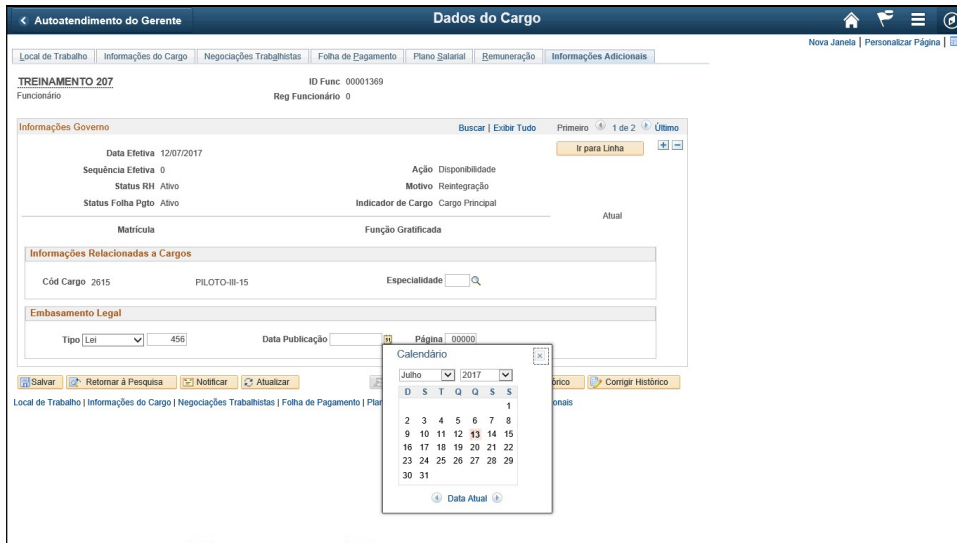 Autoatendimento do Gerente
Dados do Cargo
Nova Janela | Personalizar Página |
Local de Trabalho Informações do Cargo Negociações Trabalhistas Folha de Pagamento Plano Salarial Remuneração Informações Adicionais
TREINAMENTO 207 ID Func 00001369
Funcionário Reg Funcionário 0
Informações Governo Buscar | Exibir Tudo Primeiro 1 de 2 Último
Ir para Linha
Data Efetiva 12/07/2017
Sequência Efetiva 0 Ação Disponibilidade
Status RH Ativo Motivo Reintegração
Status Folha Pgto Ativo Indicador de Cargo Cargo Principal
Atual
Matrícula Função Gratificada
Informações Relacionadas a Cargos
Cód Cargo 2615 PILOTO-III-15 Especialidade
Embasamento Legal
Tipo Lei 456 Data Publicação Página 00000
Calendário
Julho 2017
D S T Q Q S S
1
2 3 4 5 6 7 8
9 10 11 12 13 14 15
16 17 18 19 20 21 22
23 24 25 26 27 28 29
30 31
Data Atual
Salvar Retornar à Pesquisa Notificar Atualizar Corrigir Histórico
Local de Trabalho | Informações do Cargo | Negociações Trabalhistas | Folha de Pagamento |